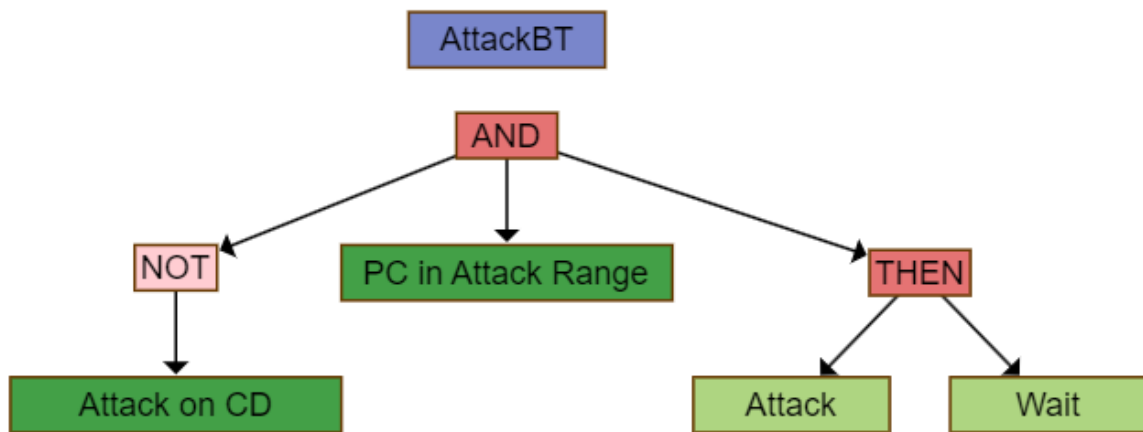 AttackBT
AND
NOT
PC in Attack Range
THEN
Attack on CD
Attack
Wait